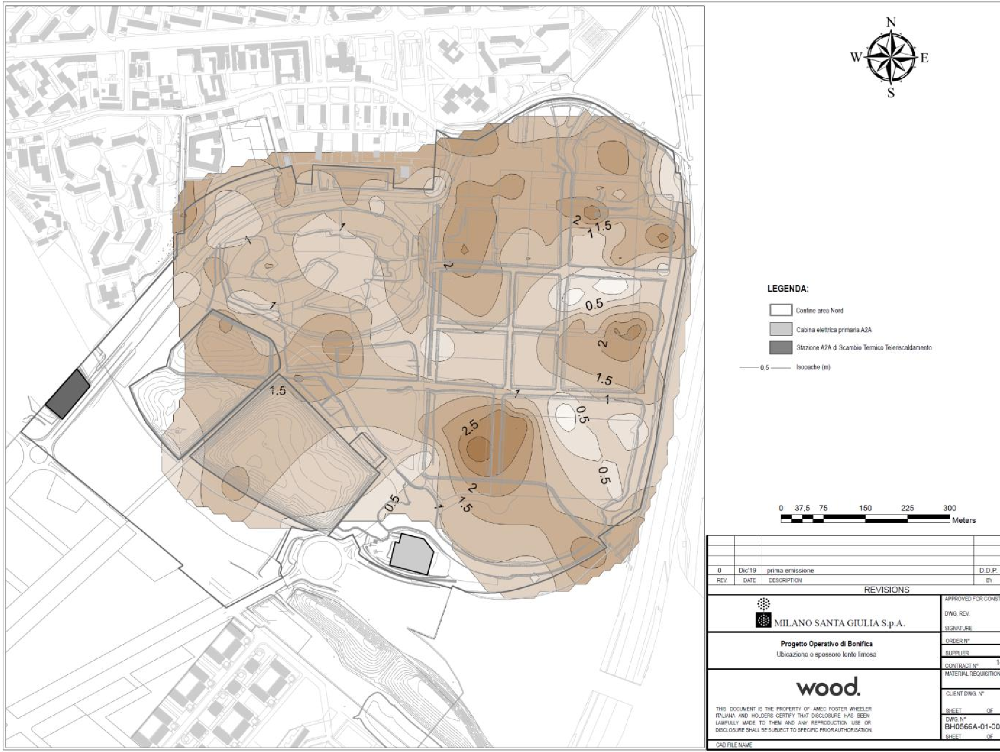 N
W E
S
1
1
2
1.5
1
2
1
0.5
2
1.5
1.5
1
1
0.5
2.5
0.5
2
0.5
1.5
1
LEGENDA:
Confine area Nord
Cabina elettrica primaria A2A
Stazione A2A di Scambio Termico Teleriscaldamento
0,5 Isopache (m)
0 37,5 75 150 225 300
Meters
0 Dic'19 prima emissione D.D.P.
REV. DATE DESCRIPTION BY
REVISIONS
APPROVED FOR CONST
DWG. REV.
SIGNATURE
MILANO SANTA GIULIA S.p.A.
ORDER N°
Progetto Operativo di Bonifica
Ubicazione e spessore lente limosa
SUPPLIER
CONTRACT N° 1
MATERIAL REQUISITION
wood.
CLIENT DWG. N°
THIS DOCUMENT IS THE PROPERTY OF AMEC FOSTER WHEELER
ITALIANA AND HOLDERS CERTIFY THAT DISCLOSURE HAS BEEN
LAWFULLY MADE TO THEM AND ANY REPRODUCTION USE OR
DISCLOSURE SHALL BE SUBJECT TO SPECIFIC PRIOR AUTHORISATION.
SHEET OF
DWG. N°
BH0566A-01-00
SHEET OF
CAD FILE NAME